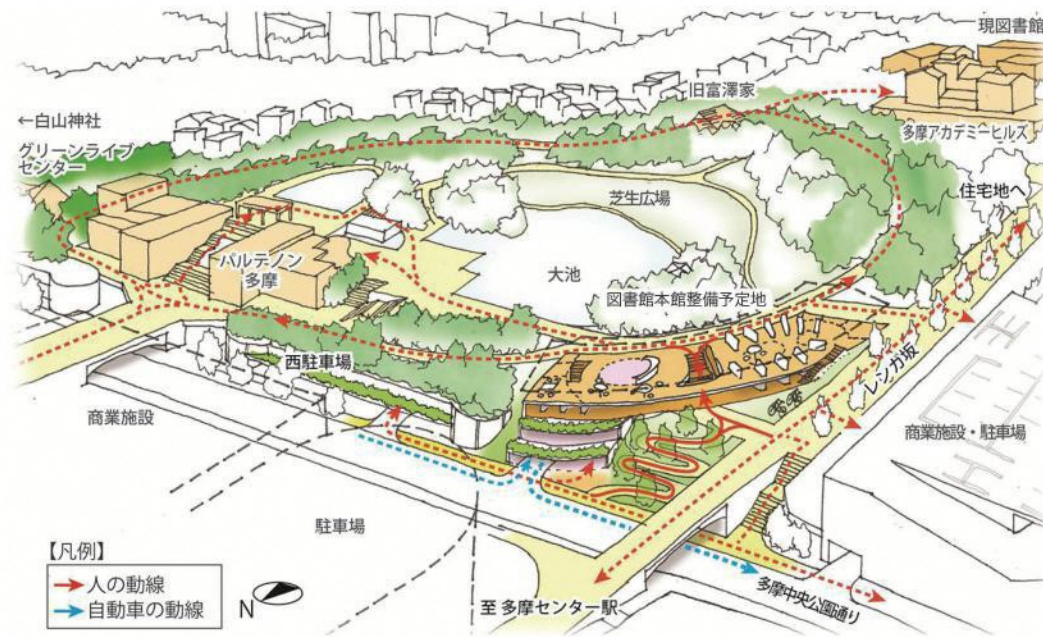 現図書館
旧富澤家
←白山神社
グリーンライブ
センター
多摩アカデミーヒルズ
住宅地へ
芝生広場
パルテノン
多摩
大池
図書館本館整備予定地
西駐車場
レンガ坂
商業施設
商業施設・駐車場
駐車場
【凡例】
人の動線
自動車の動線
N
至 多摩センター駅
多摩中央公園通り